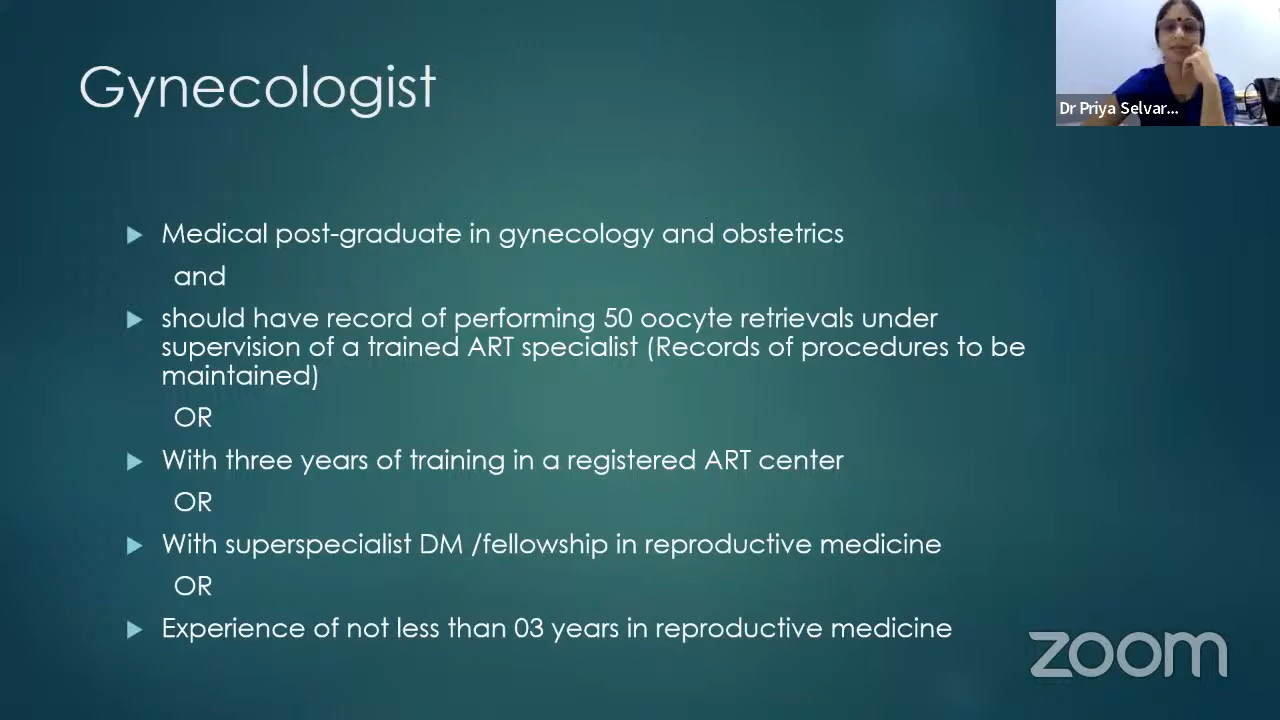 Gynecologist
Dr Priya Selvar...
Medical post-graduate in gynecology and obstetrics
and
should have record of performing 50 oocyte retrievals under
supervision of a trained ART specialist (Records of procedures to be
maintained)
OR
With three years of training in a registered ART center
OR
With superspecialist DM /fellowship in reproductive medicine
OR
Experience of not less than 03 years in reproductive medicine
zoom